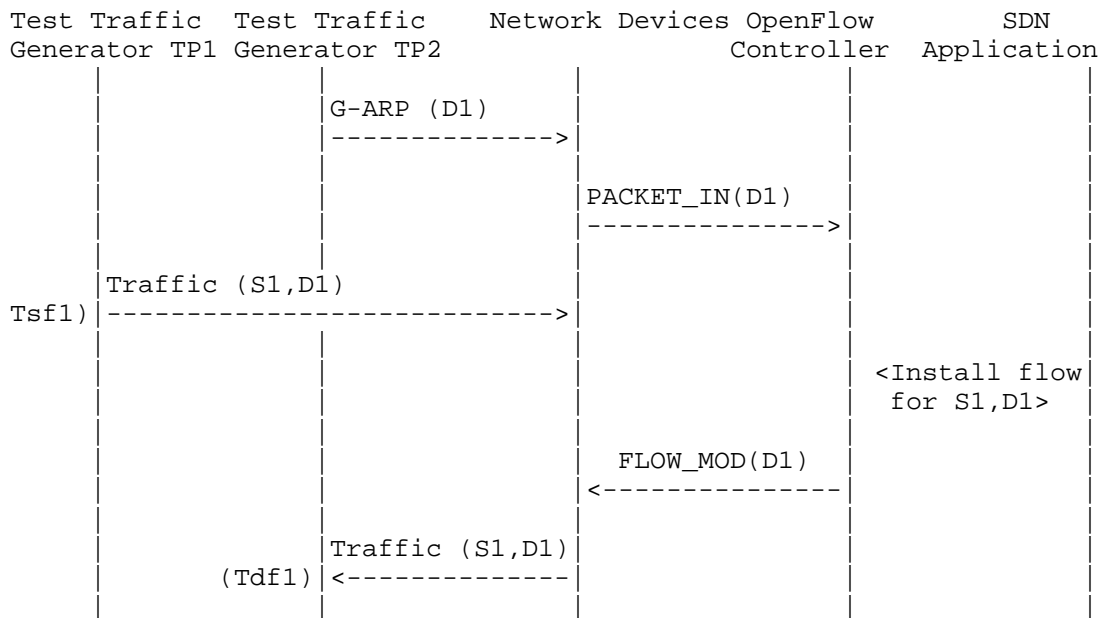 Test Traffic Test Traffic Network Devices OpenFlow SDN
Generator TP1 Generator TP2 Controller Application
G-ARP (D1)
PACKET_IN(D1)
Traffic (S1,D1)
Tsf1)
<Install flow
for S1,D1>
FLOW_MOD(D1)
Traffic (S1,D1)
(Tdf1)